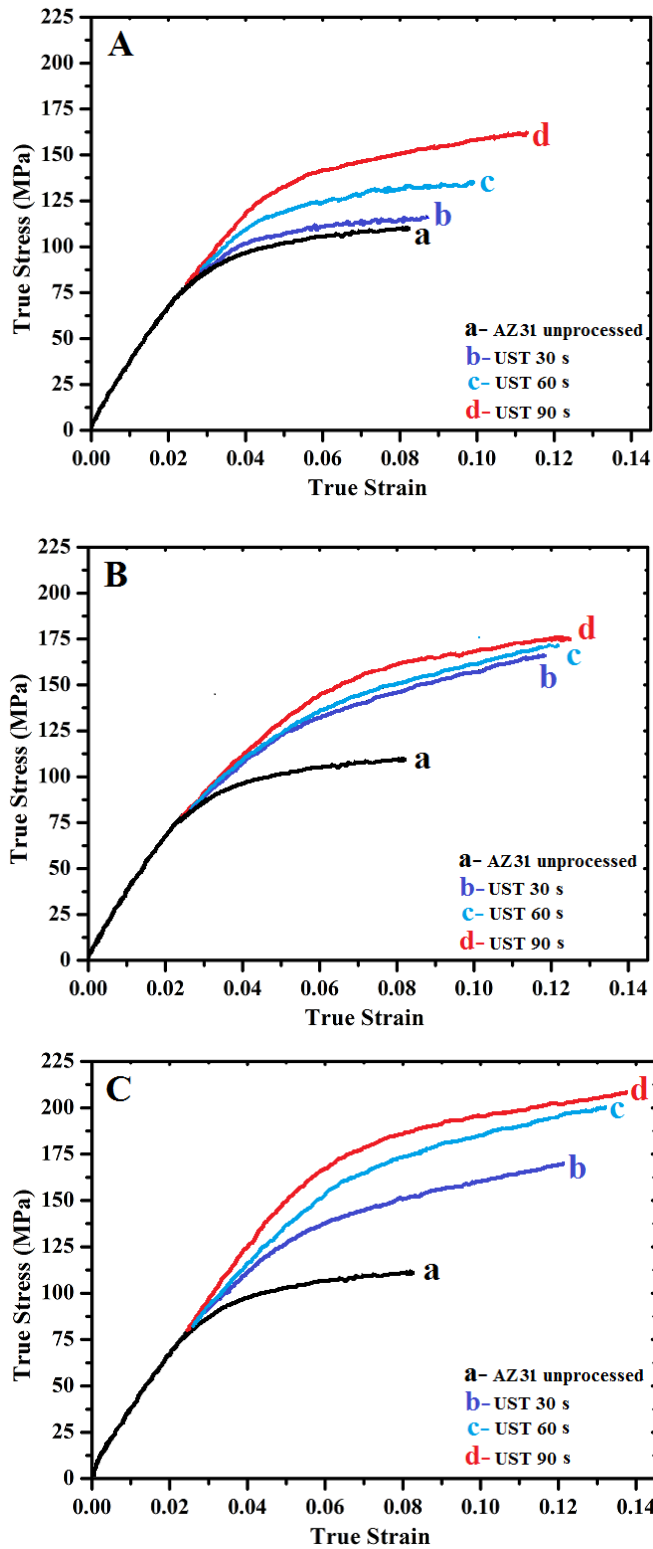 A
225
200
175
150
125
100
75
50
25
0
True Stress (MPa)
d
c
b
a
a- AZ31 unprocessed
b- UST 30 s
c- UST 60 s
d- UST 90 s
0.00 0.02 0.04 0.06 0.08 0.10 0.12 0.14
True Strain
B
225
200
175
150
125
100
75
50
25
0
True Stress (MPa)
d
c
b
a
a- AZ31 unprocessed
b- UST 30 s
c- UST 60 s
d- UST 90 s
0.00 0.02 0.04 0.06 0.08 0.10 0.12 0.14
True Strain
C
225
200
175
150
125
100
75
50
25
0
True Stress (MPa)
d
c
b
a
a- AZ31 unprocessed
b- UST 30 s
c- UST 60 s
d- UST 90 s
0.00 0.02 0.04 0.06 0.08 0.10 0.12 0.14
True Strain